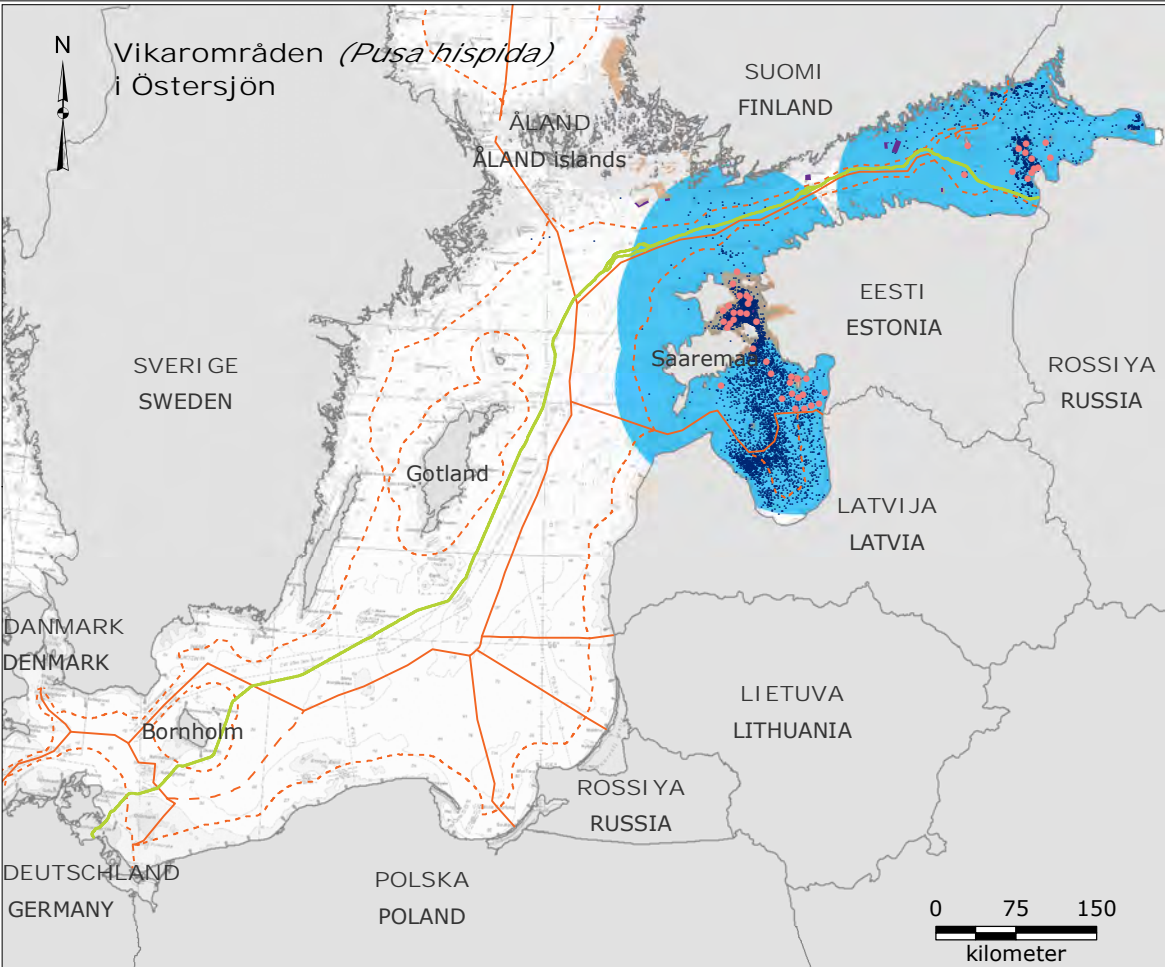 N
Vikarområden (Pusa hispida)
i Östersjön
SUOMI
FINLAND
ÅLAND
ÅLAND islands
EESTI
ESTONIA
Saaremaa
ROSSIYA
RUSSIA
SVERIGE
SWEDEN
Gotland
LATVIJA
LATVIA
DANMARK
DENMARK
LIETUVA
LITHUANIA
Bornholm
ROSSIYA
RUSSIA
DEUTSCHLAND
GERMANY
POLSKA
POLAND
0 75 150
kilometer